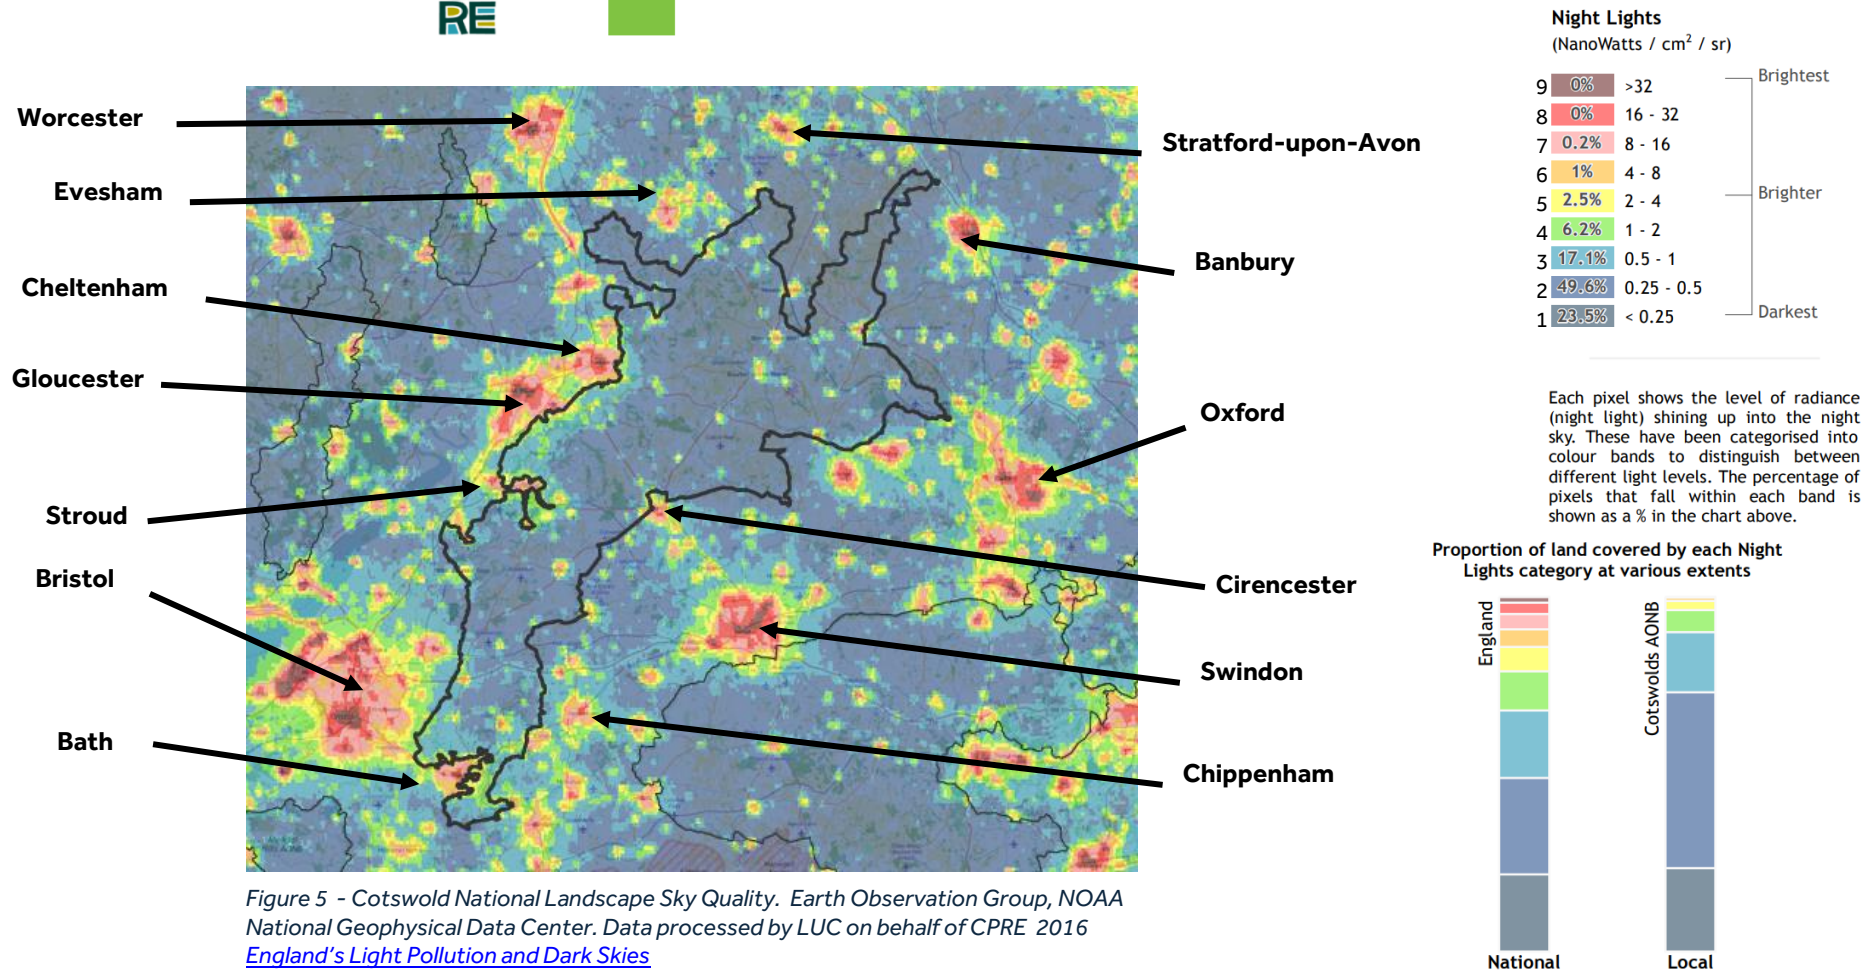 RE
Worcester
Evesham
Cheltenham
Gloucester
Stroud
Bristol
Bath
Stratford-upon-Avon
Banbury
Oxford
Cirencester
Swindon
Chippenham
Figure 5 - Cotswold National Landscape Sky Quality. Earth Observation Group, NOAA
National Geophysical Data Center. Data processed by LUC on behalf of CPRE 2016
England's Light Pollution and Dark Skies
Night Lights
(NanoWatts / cm² / sr)
9 0% >32
8 0% 16 - 32
7 0.2% 8 - 16
6 1% 4 - 8
5 2.5% 2 - 4
4 6.2% 1 - 2
3 17.1% 0.5 - 1
2 49.6% 0.25 - 0.5
1 23.5% < 0.25
Brightest
Brighter
Darkest
Each pixel shows the level of radiance
(night light) shining up into the night
sky. These have been categorised into
colour bands to distinguish between
different light levels. The percentage of
pixels that fall within each band is
shown as a % in the chart above.
Proportion of land covered by each Night
Lights category at various extents
England
Cotswolds AONB
National
Local